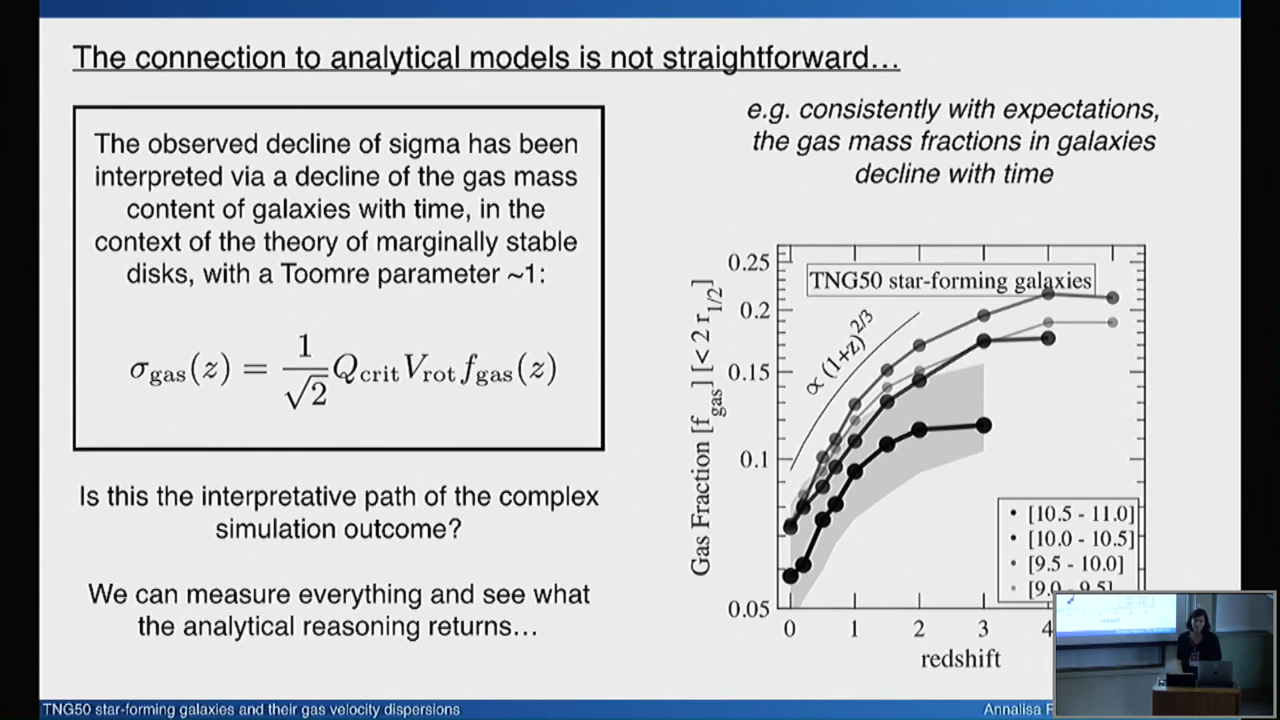 The connection to analytical models is not straightforward…
The observed decline of sigma has been
interpreted via a decline of the gas mass
content of galaxies with time, in the
context of the theory of marginally stable
disks, with a Toomre parameter ~1:
σgas(z) = 1/√2 Qcrit Vrot fgas(z)
Is this the interpretative path of the complex
simulation outcome?
We can measure everything and see what
the analytical reasoning returns…
e.g. consistently with expectations,
the gas mass fractions in galaxies
decline with time
TNG50 star-forming galaxies
∝ (1+z)^2/3
Gas Fraction [fgas] [< 2 r1/2]
0.25
0.2
0.15
0.1
0.05
• [10.5 - 11.0]
• [10.0 - 10.5]
• [9.5 - 10.0]
• [9.0 - 9.5]
0 1 2 3 4
redshift
TNG50 star-forming galaxies and their gas velocity dispersions
Annalisa